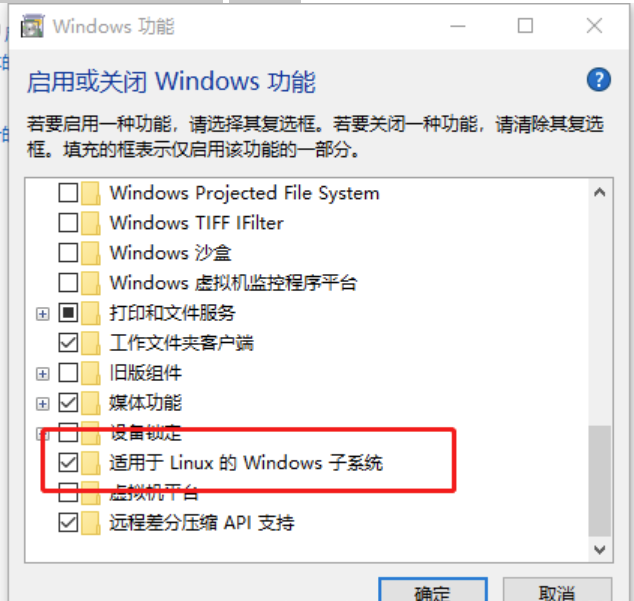 Windows 功能
启用或关闭 Windows 功能
若要启用一种功能，请选择其复选框。若要关闭一种功能，请清除其复选
框。填充的框表示仅启用该功能的一部分。
Windows Projected File System
Windows TIFF IFilter
Windows 沙盒
Windows 虚拟机监控程序平台
打印和文件服务
工作文件夹客户端
旧版组件
媒体功能
设备锁定
适用于 Linux 的 Windows 子系统
虚拟机平台
远程差分压缩 API 支持
确定 取消